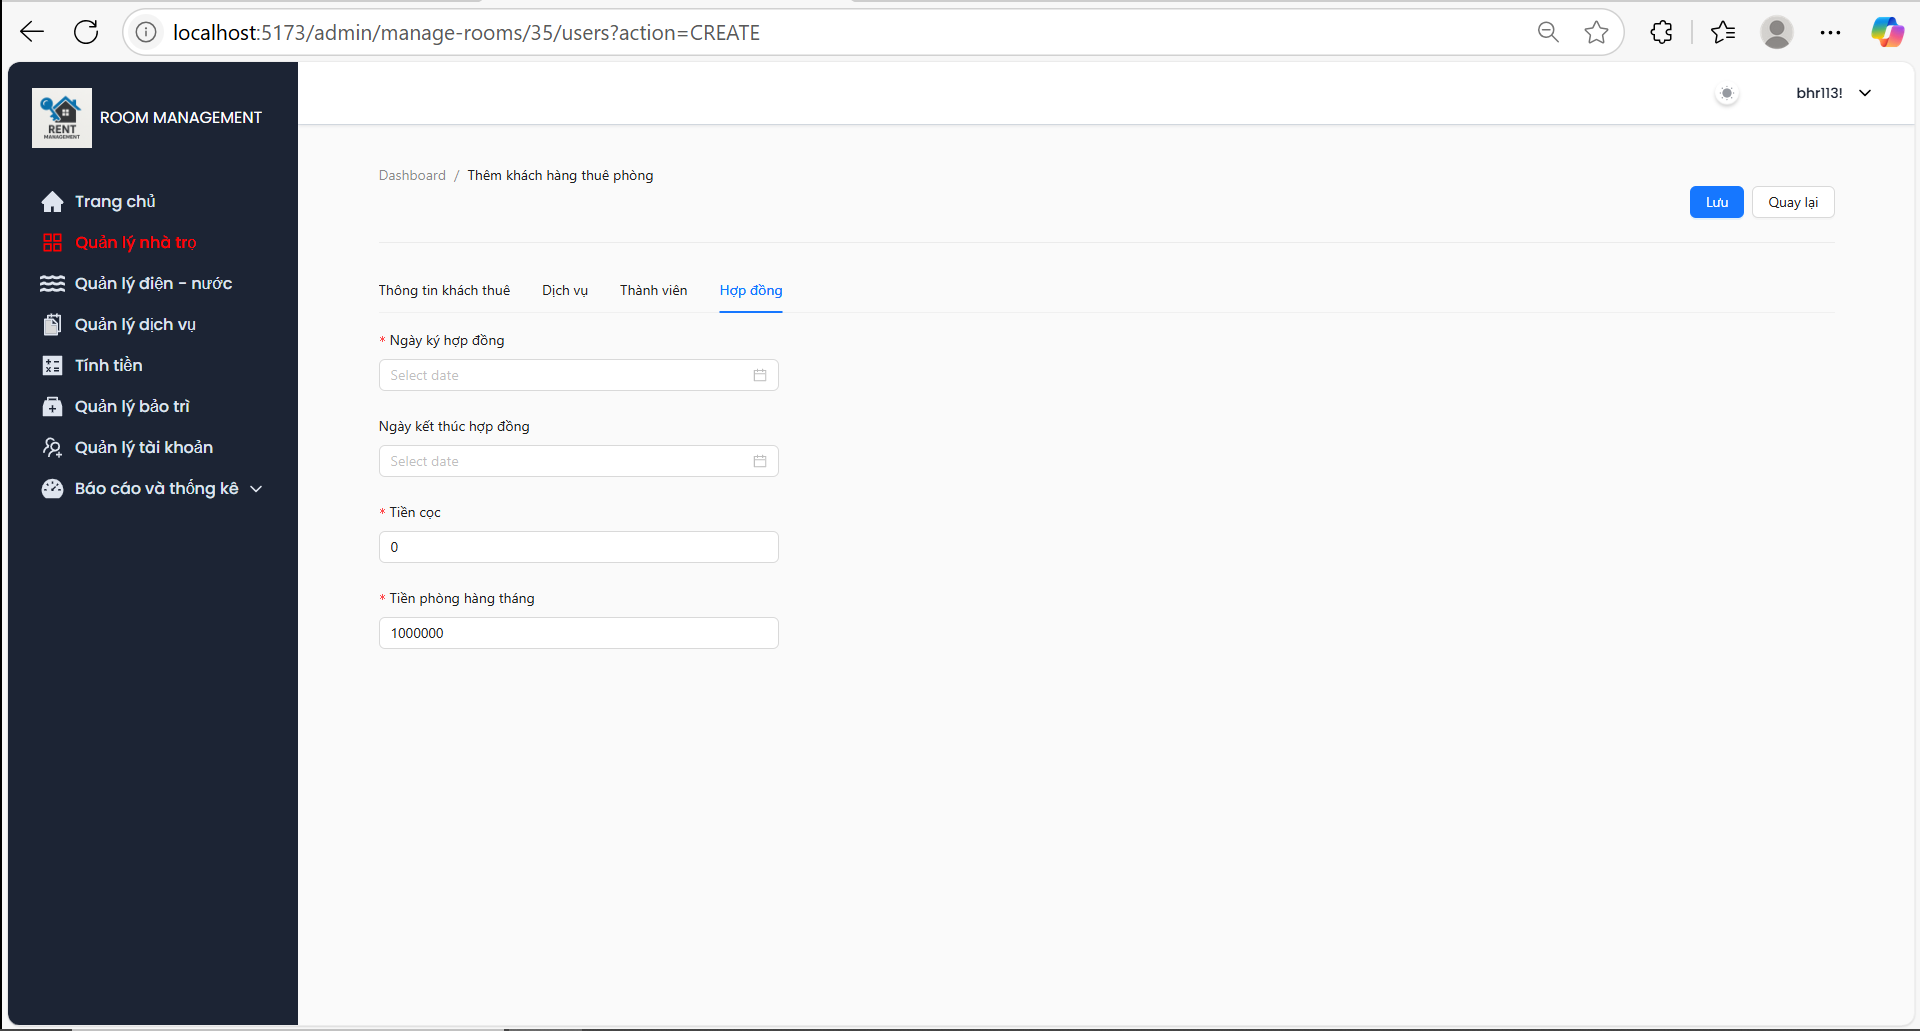 localhost:5173/admin/manage-rooms/35/users?action=CREATE
RENT
MANAGEMENT
ROOM MANAGEMENT
bhr113!
Trang chủ
Quản lý nhà trọ
Quản lý điện - nước
Quản lý dịch vụ
Tính tiền
Quản lý bảo trì
Quản lý tài khoản
Báo cáo và thống kê
Dashboard / Thêm khách hàng thuê phòng
Lưu
Quay lại
Thông tin khách thuê
Dịch vụ
Thành viên
Hợp đồng
* Ngày ký hợp đồng
Select date
Ngày kết thúc hợp đồng
Select date
* Tiền cọc
0
* Tiền phòng hàng tháng
1000000